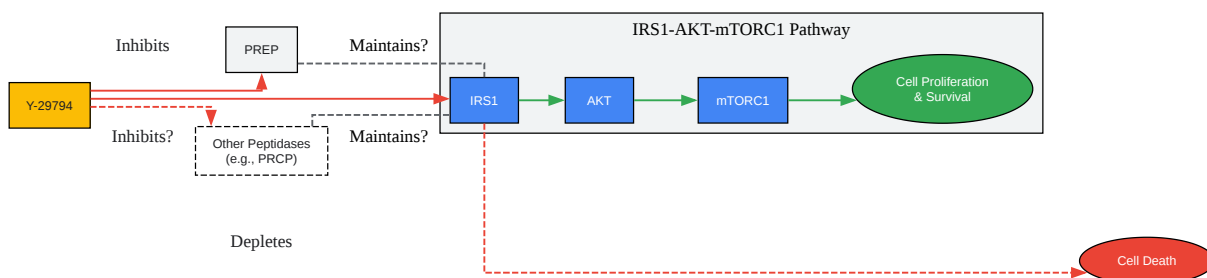 IRS1-AKT-mTORC1 Pathway
Inhibits
PREP
Maintains?
Y-29794
IRS1
AKT
mTORC1
Cell Proliferation
& Survival
Inhibits?
Other Peptidases
(e.g., PRCP)
Maintains?
Depletes
Cell Death